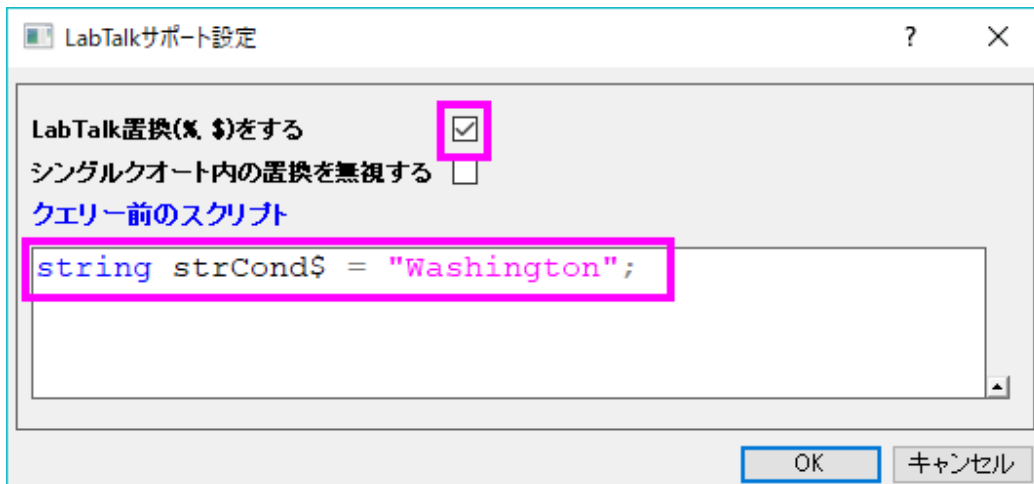 LabTalkサポート設定 ?
LabTalk置換(%, $)をする
シングルクオート内の置換を無視する
クエリー前のスクリプト
string strCond$ = "Washington";
OK キャンセル